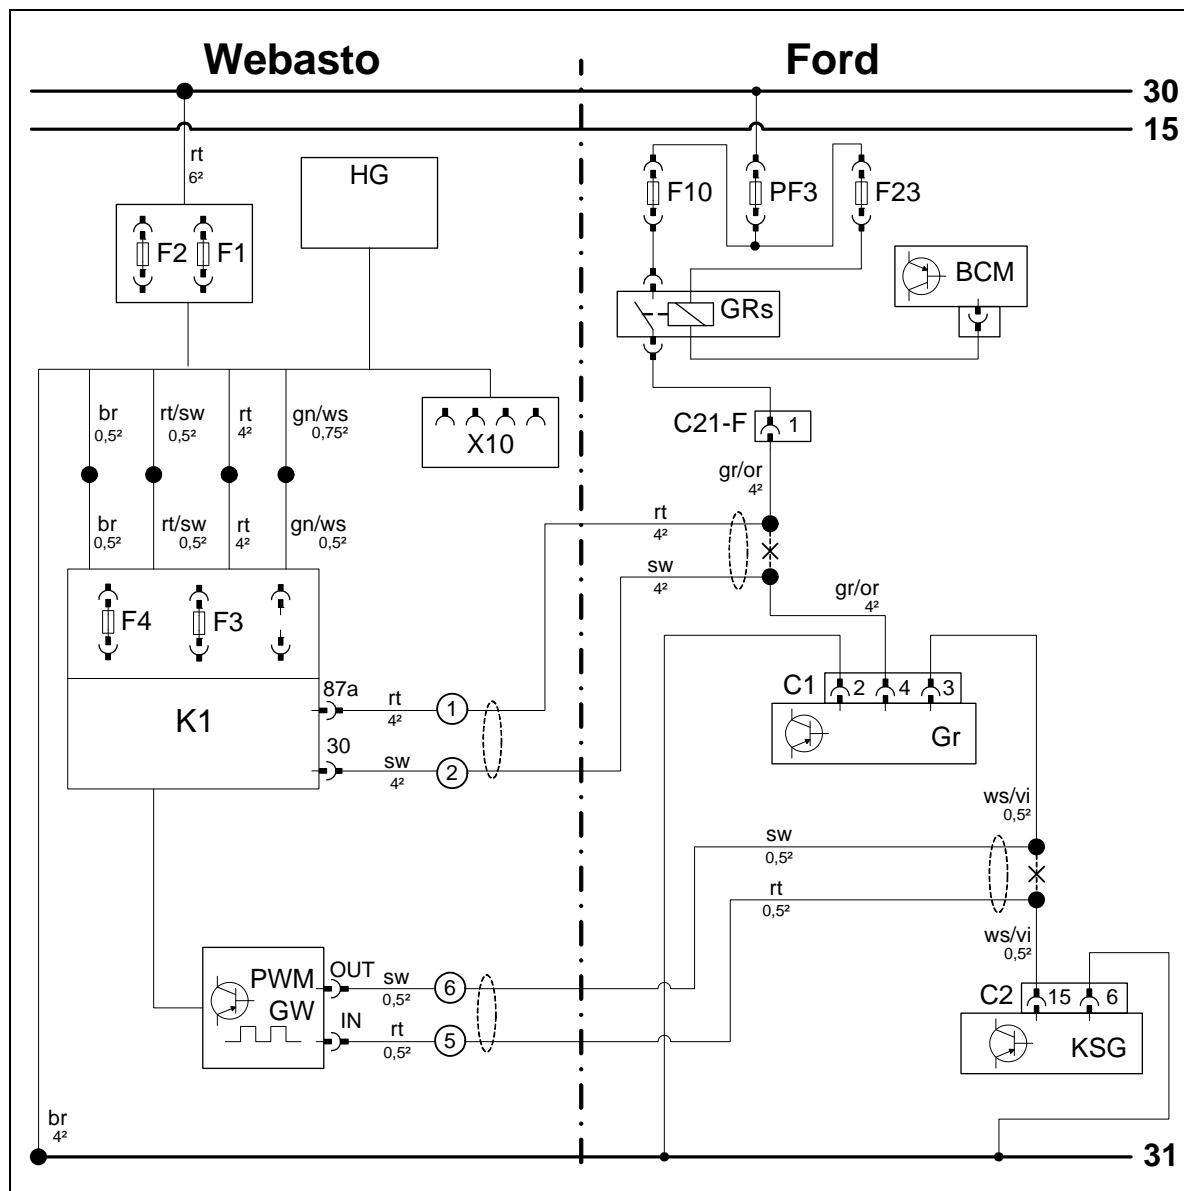 Webasto
Ford
30
15
rt
6²
HG
F10
PF3
F23
F2
F1
BCM
GRs
br
0,5²
rt/sw
0,5²
rt
4²
gn/ws
0,75²
X10
C21-F
1
gr/or
4²
br
0,5²
rt/sw
0,5²
rt
4²
gn/ws
0,5²
rt
4²
sw
4²
gr/or
4²
F4
F3
K1
87a
rt
4²
1
30
sw
4²
2
C1
2
4
3
Gr
ws/vi
0,5²
sw
0,5²
rt
0,5²
ws/vi
0,5²
PWM
GW
OUT
sw
0,5²
6
IN
rt
0,5²
5
C2
15
6
KSG
br
4²
31